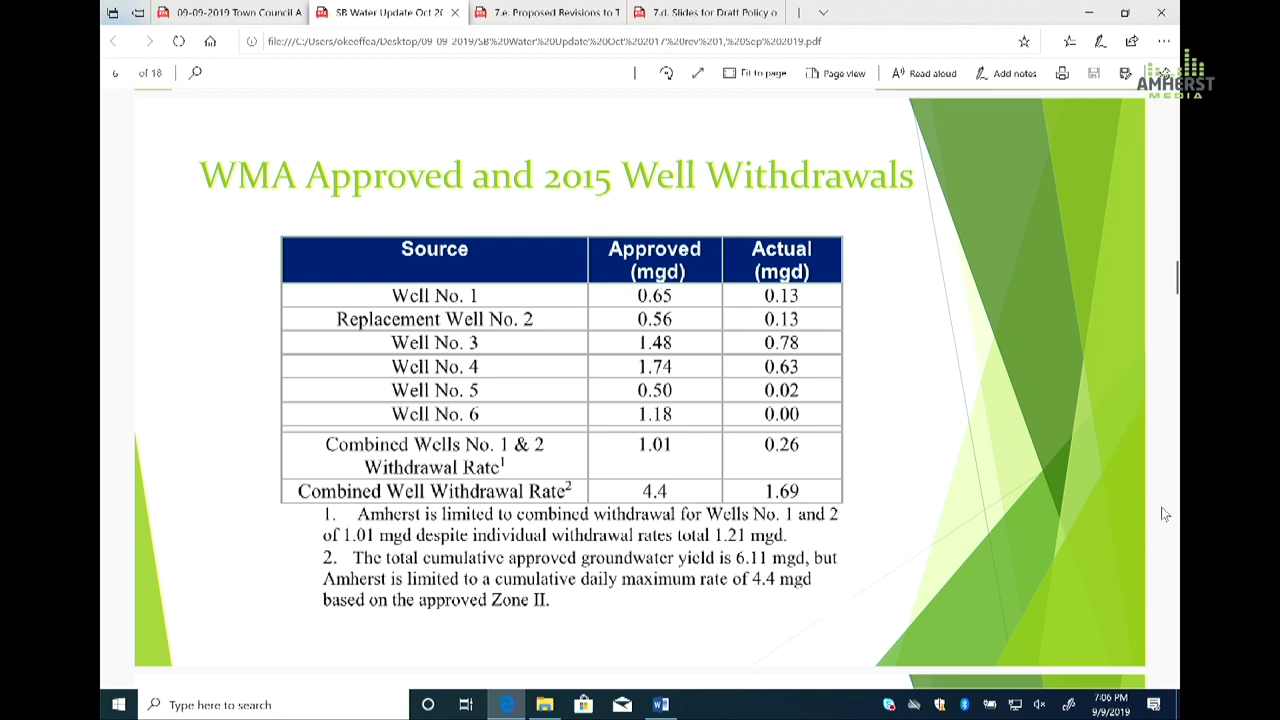 09-09-2019 Town Council A
SB Water Update Oct 20
7.e. Proposed Revisions to T
7.d. Slides for Draft Policy o
file:///C:/Users/okeeffea/Desktop/09-09-2019/SB%20Water%20Update%20Oct%202017%20rev%201,%20Sep%202019.pdf
6 of 18
Fit to page
Page view
Read aloud
Add notes
AMHERST
MEDIA
WMA Approved and 2015 Well Withdrawals
Source Approved (mgd) Actual (mgd)
Well No. 1 0.65 0.13
Replacement Well No. 2 0.56 0.13
Well No. 3 1.48 0.78
Well No. 4 1.74 0.63
Well No. 5 0.50 0.02
Well No. 6 1.18 0.00
Combined Wells No. 1 & 2 1.01 0.26
Withdrawal Rate1
Combined Well Withdrawal Rate2 4.4 1.69
1. Amherst is limited to combined withdrawal for Wells No. 1 and 2
of 1.01 mgd despite individual withdrawal rates total 1.21 mgd.
2. The total cumulative approved groundwater yield is 6.11 mgd, but
Amherst is limited to a cumulative daily maximum rate of 4.4 mgd
based on the approved Zone II.
Type here to search
7:06 PM
9/9/2019